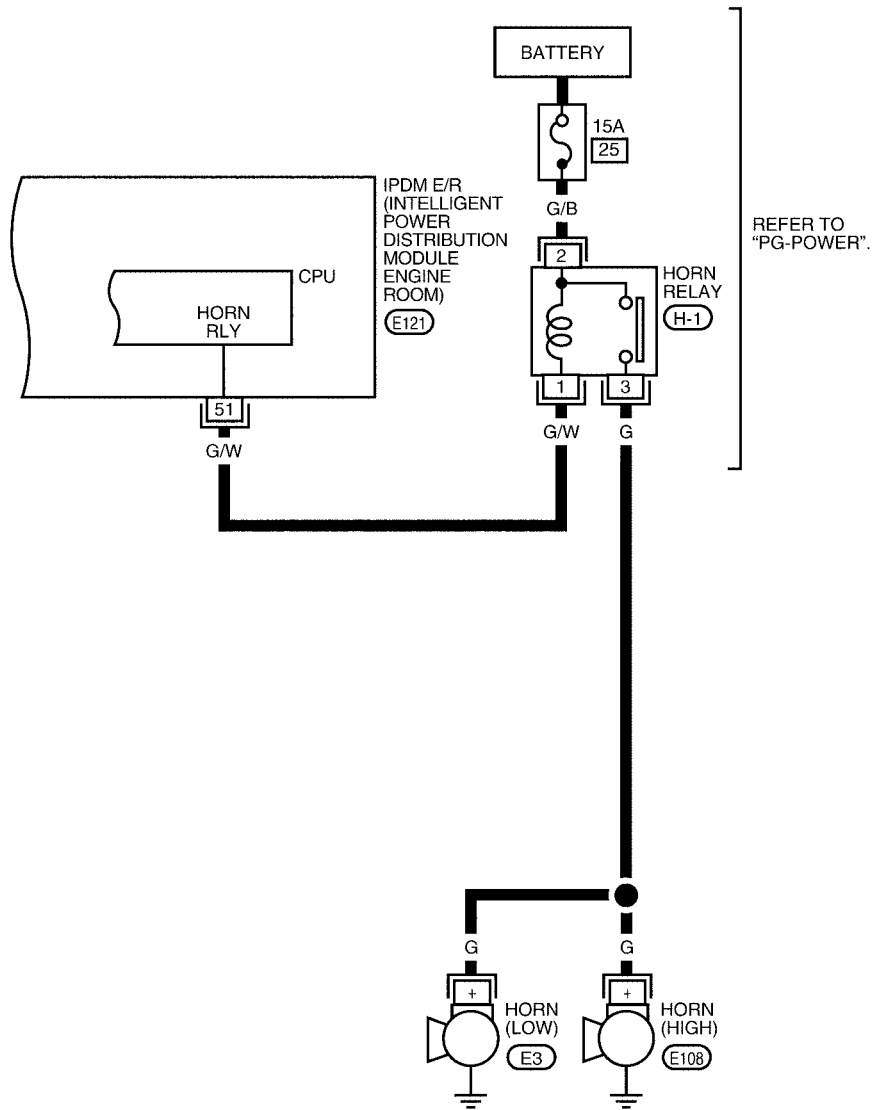 BATTERY
15A
25
G/B
2
HORN
RELAY
H-1
REFER TO
"PG-POWER".
IPDM E/R
(INTELLIGENT
POWER
DISTRIBUTION
MODULE
ENGINE
ROOM)
E121
CPU
HORN
RLY
51
G/W
1
3
G/W
G
G
G
+
HORN
(LOW)
E3
+
HORN
(HIGH)
E108